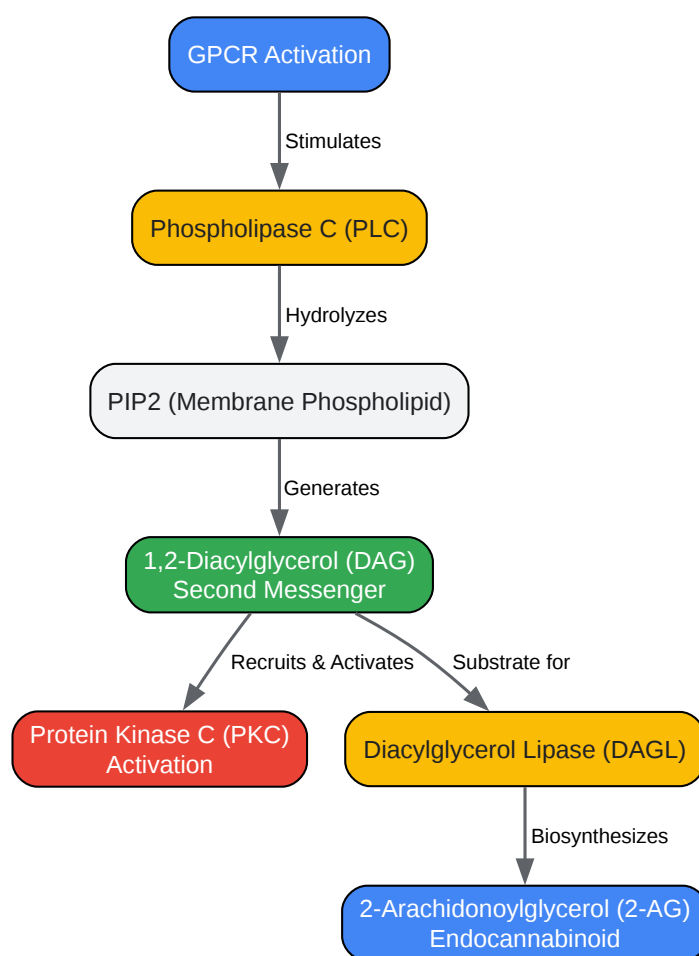 GPCR Activation
Stimulates
Phospholipase C (PLC)
Hydrolyzes
PIP2 (Membrane Phospholipid)
Generates
1,2-Diacylglycerol (DAG)
Second Messenger
Recruits & Activates
Substrate for
Protein Kinase C (PKC)
Activation
Diacylglycerol Lipase (DAGL)
Biosynthesizes
2-Arachidonoylglycerol (2-AG)
Endocannabinoid